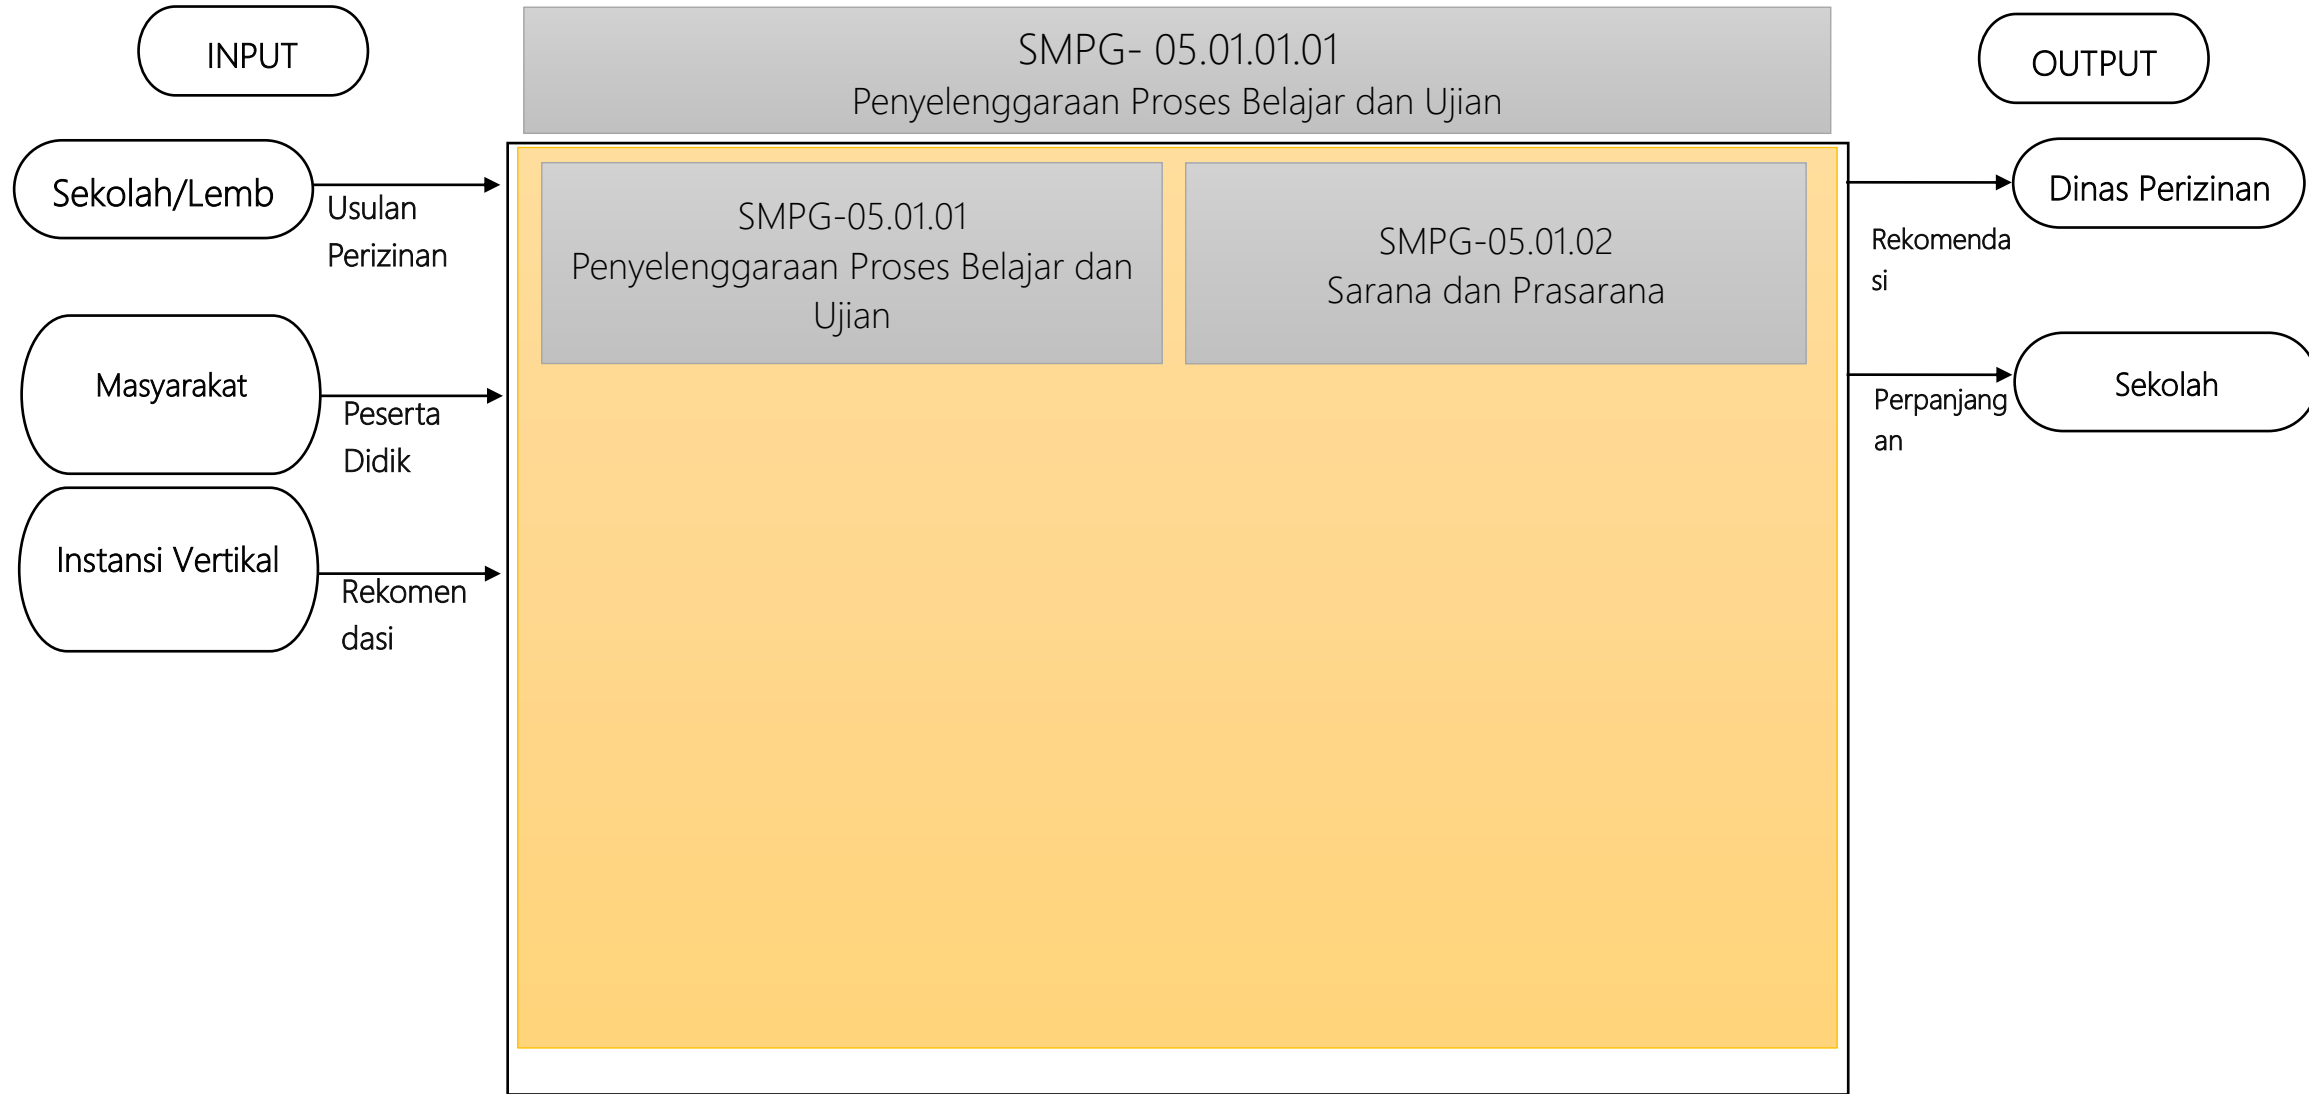 INPUT
SMPG- 05.01.01.01
Penyelenggaraan Proses Belajar dan Ujian
OUTPUT
Sekolah/Lemb
Usulan
Perizinan
Masyarakat
Peserta
Didik
Instansi Vertikal
Rekomen
dasi
SMPG-05.01.01
Penyelenggaraan Proses Belajar dan
Ujian
SMPG-05.01.02
Sarana dan Prasarana
Dinas Perizinan
Rekomenda
si
Sekolah
Perpanjang
an